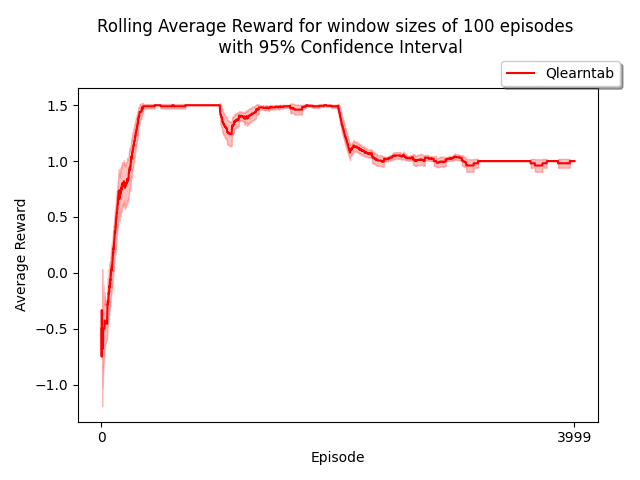 Rolling Average Reward for window sizes of 100 episodes
with 95% Confidence Interval
Qlearntab
1.5
1.0
0.5
0.0
−0.5
−1.0
Average Reward
0
3999
Episode